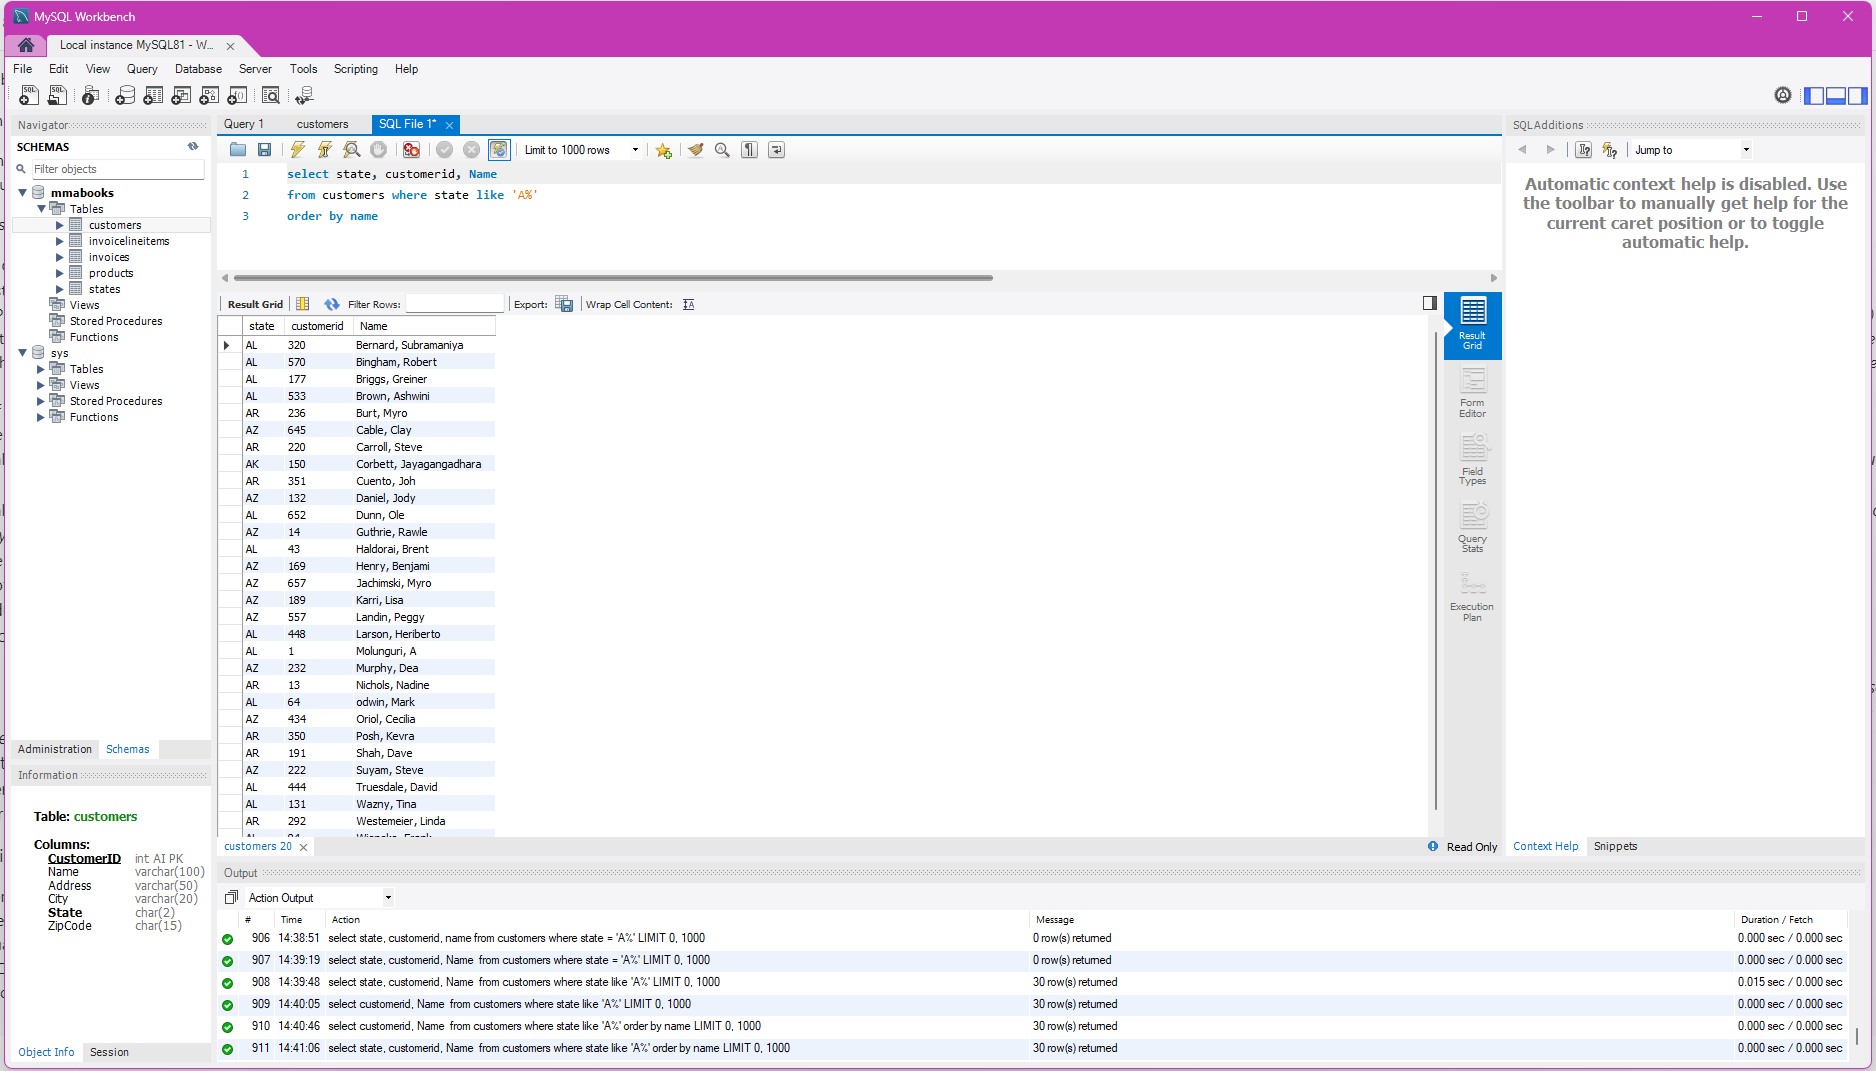 MySQL Workbench
Local instance MySQL81 - W...
File Edit View Query Database Server Tools Scripting Help
Navigator
SCHEMAS
Filter objects
mmabooks
Tables
customers
invoicelineitems
invoices
products
states
Views
Stored Procedures
Functions
sys
Tables
Views
Stored Procedures
Functions
Administration Schemas
Information
Table: customers
Columns:
CustomerID int AI PK
Name varchar(100)
Address varchar(50)
City varchar(20)
State char(2)
ZipCode char(15)
Object Info Session
Query 1 customers SQL File 1*
Limit to 1000 rows
1 select state, customerid, Name
2 from customers where state like 'A%'
3 order by name
Result Grid Filter Rows: Export: Wrap Cell Content:
state customerid Name
AL 320 Bernard, Subramaniya
AL 570 Bingham, Robert
AL 177 Briggs, Greiner
AL 533 Brown, Ashwini
AR 236 Burt, Myro
AZ 645 Cable, Clay
AR 220 Carroll, Steve
AK 150 Corbett, Jayagangadhara
AR 351 Cuento, Joh
AZ 132 Daniel, Jody
AL 652 Dunn, Ole
AZ 14 Guthrie, Rawle
AL 43 Haldorai, Brent
AZ 169 Henry, Benjami
AZ 657 Jachimski, Myro
AZ 189 Karri, Lisa
AZ 557 Landin, Peggy
AL 448 Larson, Heriberto
AL 1 Molunguri, A
AZ 232 Murphy, Dea
AR 13 Nichols, Nadine
AL 64 odwin, Mark
AZ 434 Oriol, Cecilia
AR 350 Posh, Kevra
AR 191 Shah, Dave
AZ 222 Suyam, Steve
AL 444 Truesdale, David
AL 131 Wazny, Tina
AR 292 Westemeier, Linda
Result Grid
Form Editor
Field Types
Query Stats
Execution Plan
customers 20
Read Only
SQLAdditions
Jump to
Automatic context help is disabled. Use
the toolbar to manually get help for the
current caret position or to toggle
automatic help.
Context Help Snippets
Output
Action Output
# Time Action Message Duration / Fetch
906 14:38:51 select state, customerid, name from customers where state = 'A%' LIMIT 0, 1000 0 row(s) returned 0.000 sec / 0.000 sec
907 14:39:19 select state, customerid, Name from customers where state = 'A%' LIMIT 0, 1000 0 row(s) returned 0.000 sec / 0.000 sec
908 14:39:48 select state, customerid, Name from customers where state like 'A%' LIMIT 0, 1000 30 row(s) returned 0.015 sec / 0.000 sec
909 14:40:05 select customerid, Name from customers where state like 'A%' LIMIT 0, 1000 30 row(s) returned 0.000 sec / 0.000 sec
910 14:40:46 select customerid, Name from customers where state like 'A%' order by name LIMIT 0, 1000 30 row(s) returned 0.000 sec / 0.000 sec
911 14:41:06 select state, customerid, Name from customers where state like 'A%' order by name LIMIT 0, 1000 30 row(s) returned 0.000 sec / 0.000 sec